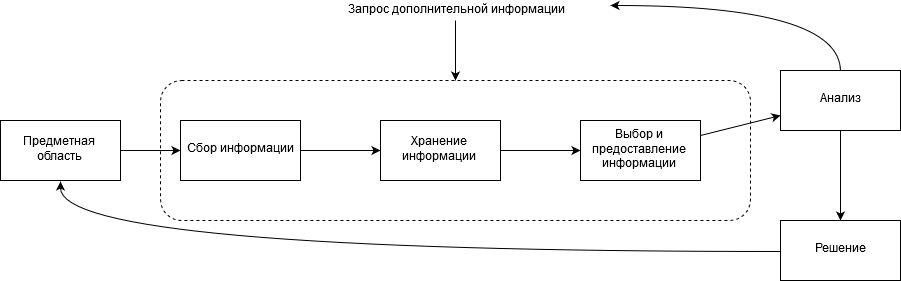 Запрос дополнительной информации
Анализ
Предметная
область
Сбор информации
Хранение
информации
Выбор и
предоставление
информации
Решение